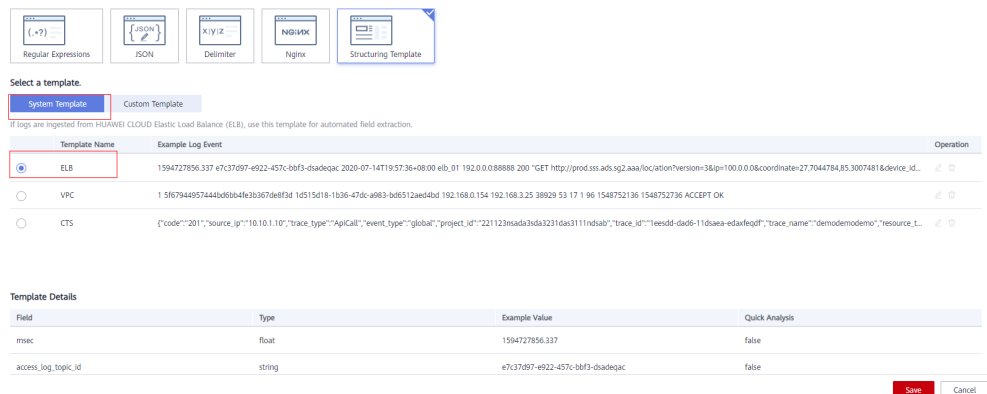 (.*?)
JSON
X|Y|Z
NGINX
Regular Expressions
JSON
Delimiter
Nginx
Structuring Template
Select a template.
System Template
Custom Template
If logs are ingested from HUAWEI CLOUD Elastic Load Balance (ELB), use this template for automated field extraction.
Template Name Example Log Event Operation
ELB 1594727856.337 e7c37d97-e922-457c-bbf3-dsadeqac 2020-07-14T19:57:36+08:00 elb_01 192.0.0.0:88888 200 "GET http://prod.sss.ads.sg2.aaa/loc/ation?version=3&ip=100.0.0.0&coordinate=27.7044784,85.3007481&device_id...
VPC 1 5f67944957444bd6bb4fe3b367de8f3d 1d515d18-1b36-47dc-a983-bd6512aed4bd 192.168.0.154 192.168.3.25 38929 53 17 1 96 1548752136 1548752736 ACCEPT OK
CTS {"code":"201","source_ip":"10.10.1.10","trace_type":"ApiCall","event_type":"global","project_id":"221123nsada3sda3231das3111ndsab","trace_id":"1eesdd-dad6-11dsaea-edaxfeqdf","trace_name":"demodemodemo","resource_t...
Template Details
Field Type Example Value Quick Analysis
msec float 1594727856.337 false
access_log_topic_id string e7c37d97-e922-457c-bbf3-dsadeqac false
Save Cancel